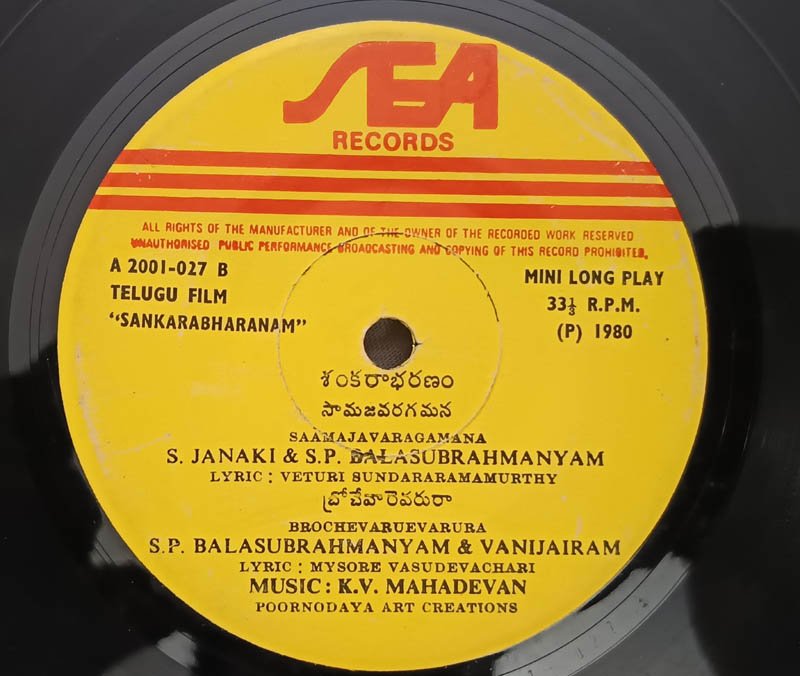 SEA
RECORDS
ALL RIGHTS OF THE MANUFACTURER AND OF THE OWNER OF THE RECORDED WORK RESERVED
UNAUTHORISED PUBLIC PERFORMANCE BROADCASTING AND COPYING OF THIS RECORD PROHIBITED.
A 2001-027 B
TELUGU FILM
"SANKARABHARANAM"
MINI LONG PLAY
33⅓ R.P.M.
(P) 1980
శంకరాభరణం
సామజవరగమన
SAAMAJAVARAGAMANA
S. JANAKI & S.P. BALASUBRAHMANYAM
LYRIC : VETURI SUNDARARAMAMURTHY
బ్రోచేవారెవరురా
BROCHEVARUEVARURA
S.P. BALASUBRAHMANYAM & VANIJAIRAM
LYRIC : MYSORE VASUDEVACHARI
MUSIC : K.V. MAHADEVAN
POORNODAYA ART CREATIONS